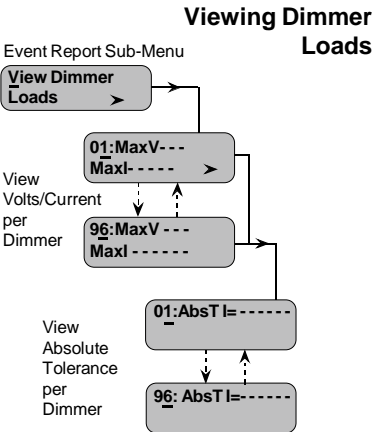 Viewing Dimmer
Loads
Event Report Sub-Menu
View Dimmer
Loads
01:MaxV---
MaxI-----
View
Volts/Current
per
Dimmer
96:MaxV ---
MaxI ------
01:AbsT I=------
View
Absolute
Tolerance
per
Dimmer
96: AbsT I=------